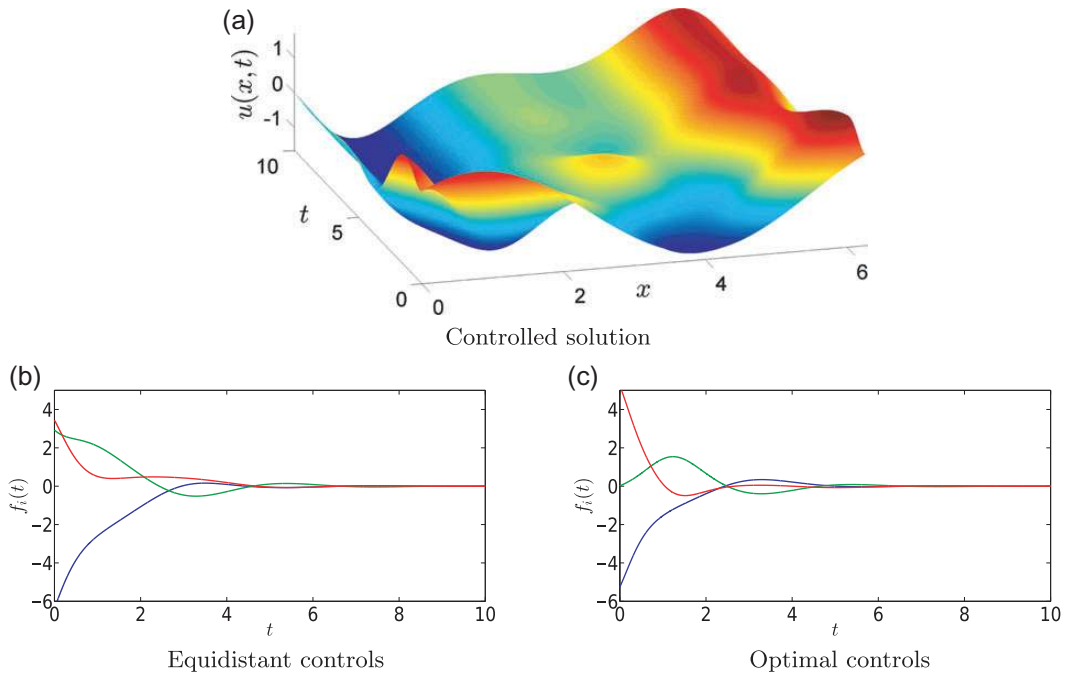 (a)
u(x, t)
1
0
-1
10
5
0
t
0
2
4
6
x
Controlled solution
(b)
(c)
4
2
0
−2
−4
−6
f_i(t)
0 2 4 6 8 10
t
4
2
0
−2
−4
−6
f_i(t)
0 2 4 6 8 10
t
Equidistant controls
Optimal controls